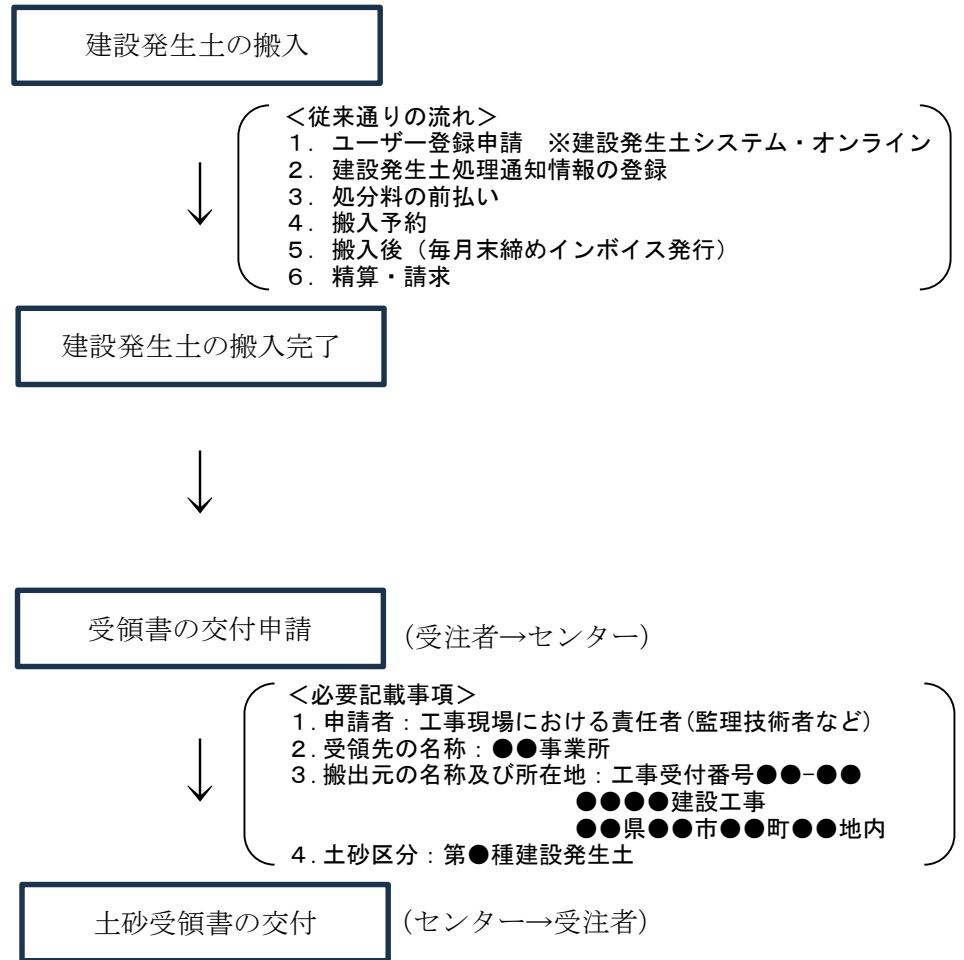 建設発生土の搬入
＜従来通りの流れ＞
１．ユーザー登録申請　※建設発生土システム・オンライン
２．建設発生土処理通知情報の登録
３．処分料の前払い
４．搬入予約
５．搬入後（毎月末締めインボイス発行）
６．精算・請求
建設発生土の搬入完了
受領書の交付申請　(受注者→センター)
＜必要記載事項＞
１.申請者：工事現場における責任者(監理技術者など)
２.受領先の名称：●●事業所
３.搬出元の名称及び所在地：工事受付番号●●-●●
●●●●建設工事
●●県●●市●●町●●地内
４.土砂区分：第●種建設発生土
土砂受領書の交付　(センター→受注者)